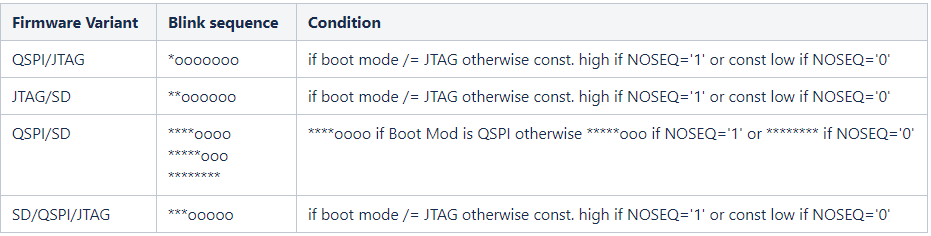 Firmware Variant Blink sequence Condition
QSPI/JTAG *ooooooo if boot mode /= JTAG otherwise const. high if NOSEQ='1' or const low if NOSEQ='0'
JTAG/SD **oooooo if boot mode /= JTAG otherwise const. high if NOSEQ='1' or const low if NOSEQ='0'
QSPI/SD ****oooo ****oooo if Boot Mod is QSPI otherwise *****ooo if NOSEQ='1' or ******** if NOSEQ='0'
*****ooo
********
SD/QSPI/JTAG ***ooooo if boot mode /= JTAG otherwise const. high if NOSEQ='1' or const low if NOSEQ='0'